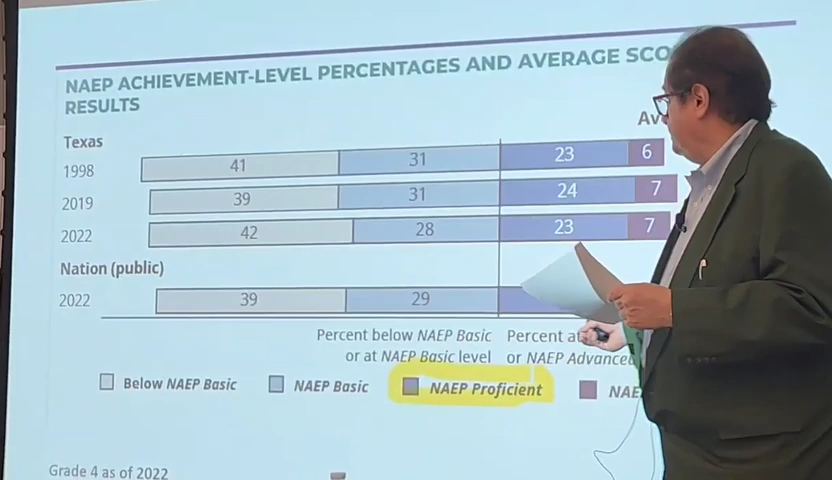 NAEP ACHIEVEMENT-LEVEL PERCENTAGES AND AVERAGE
RESULTS
Texas
1998 41 31 23 6
2019 39 31 24 7
2022 42 28 23 7
Nation (public)
2022 39 29
Percent below NAEP Basic Percent
or at NAEP Basic level or NAEP Advanced
Below NAEP Basic NAEP Basic NAEP Proficient
Grade 4 as of 2022